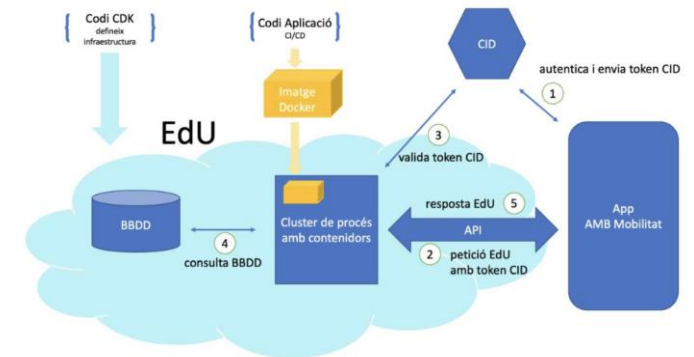 Codi CDK
defineix
infraestructura
Codi Aplicació
CI/CD
Imatge
Docker
EdU
CID
autentica i envia token CID
1
3
valida token CID
BBDD
4
consulta BBDD
Cluster de procés
amb contenidors
resposta EdU
5
API
2
petició EdU
amb token CID
App
AMB Mobilitat